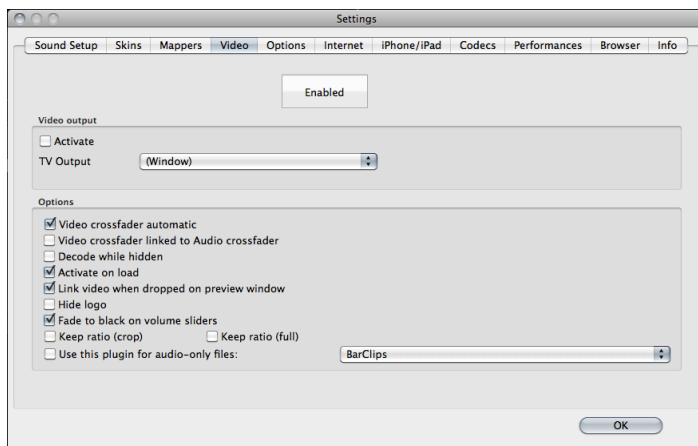 Settings
Sound Setup Skins Mappers Video Options Internet iPhone/iPad Codecs Performances Browser Info
Enabled
Video output
Activate
TV Output (Window)
Options
Video crossfader automatic
Video crossfader linked to Audio crossfader
Decode while hidden
Activate on load
Link video when dropped on preview window
Hide logo
Fade to black on volume sliders
Keep ratio (crop) Keep ratio (full)
Use this plugin for audio-only files: BarClips
OK